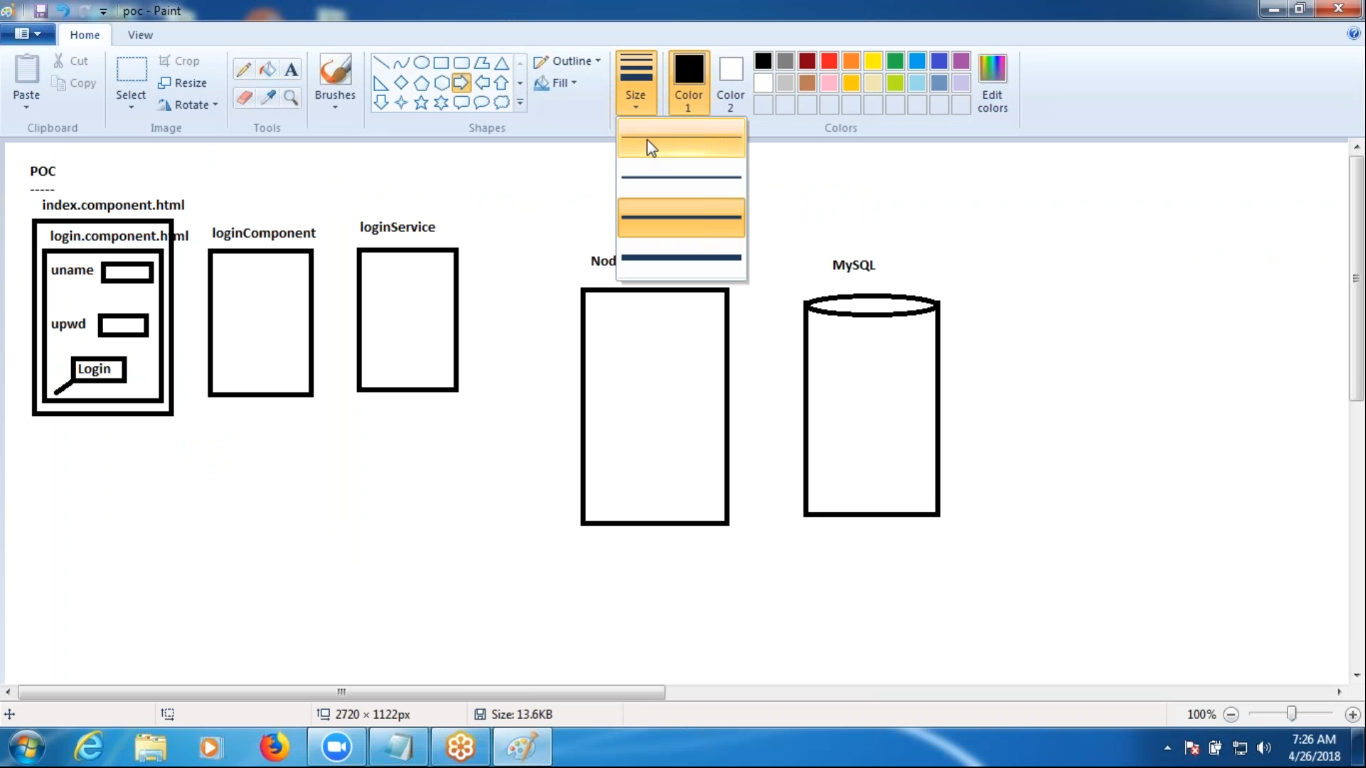 poc - Paint
Home View
Paste
Cut
Copy
Clipboard
Select
Crop
Resize
Rotate
Image
A
Tools
Brushes
Shapes
Outline
Fill
Size
Color 1
Color 2
Edit colors
Colors
POC
-----
index.component.html
login.component.html
uname
upwd
Login
loginComponent
loginService
Nod
MySQL
2720 × 1122px
Size: 13.6KB
100%
7:26 AM
4/26/2018